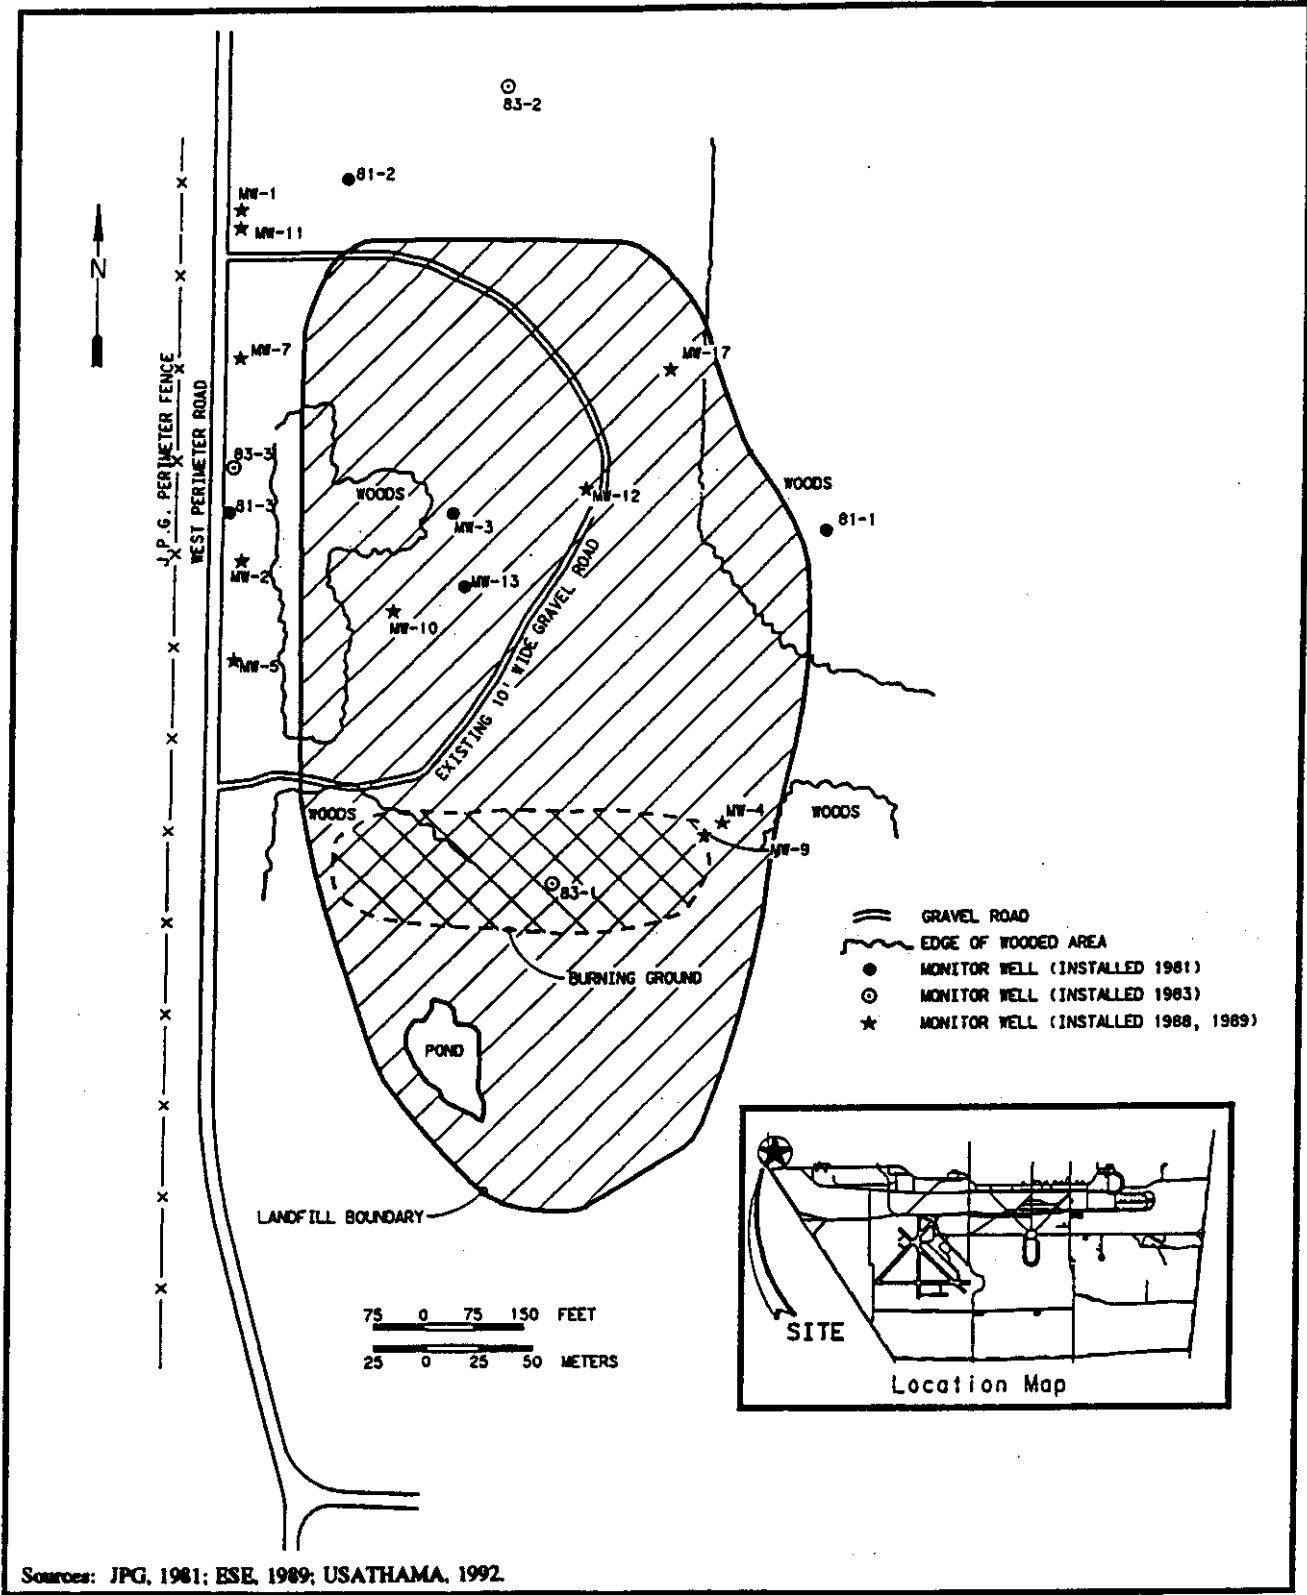 83-2
81-2
MW-1
MW-11
N
MW-7
MW-17
J.P.G. PERIMETER FENCE
WEST PERIMETER ROAD
83-3
WOODS
WOODS
MW-12
81-3
MW-3
81-1
MW-2
MW-13
MW-10
EXISTING 10' WIDE GRAVEL ROAD
MW-5
WOODS
MW-4
WOODS
MW-9
83-1
BURNING GROUND
GRAVEL ROAD
EDGE OF WOODED AREA
MONITOR WELL (INSTALLED 1981)
MONITOR WELL (INSTALLED 1983)
MONITOR WELL (INSTALLED 1988, 1989)
POND
LANDFILL BOUNDARY
75 0 75 150 FEET
25 0 25 50 METERS
SITE
Location Map
Sources: JPG, 1981; ESE, 1989; USATHAMA, 1992.